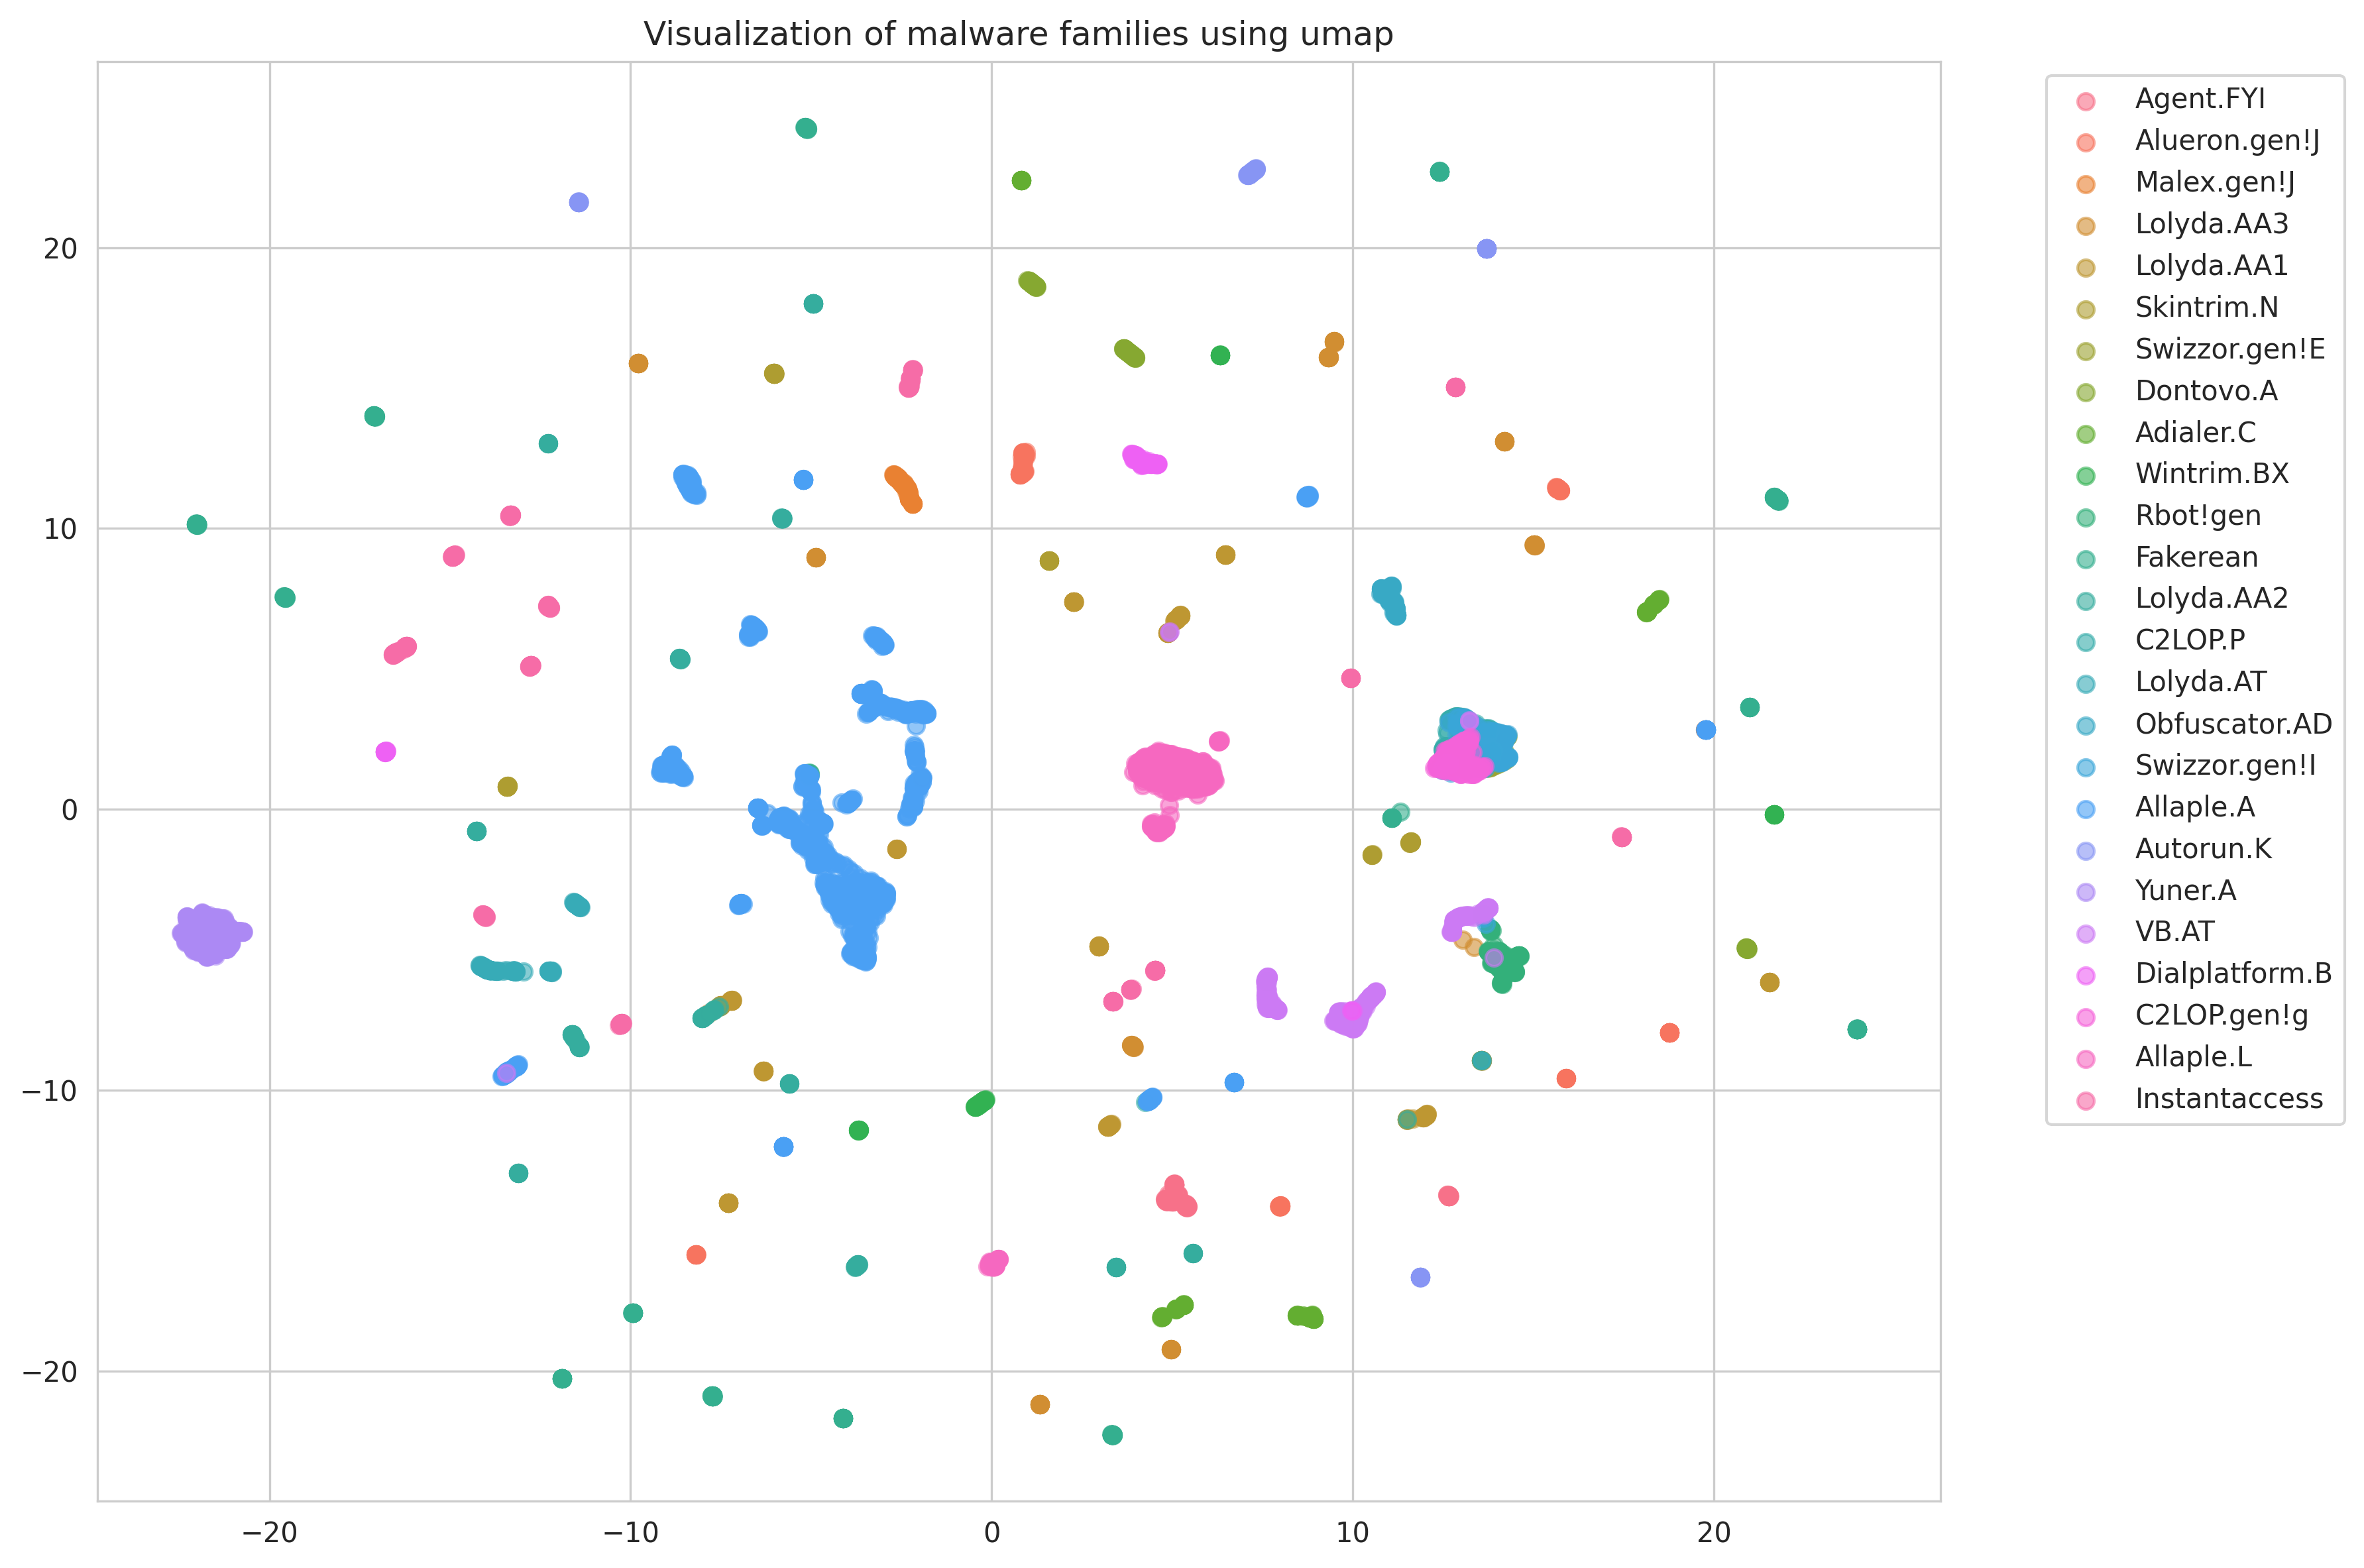 Visualization of malware families using umap
20
10
0
−10
−20
−20
−10
0
10
20
Agent.FYI
Alueron.gen!J
Malex.gen!J
Lolyda.AA3
Lolyda.AA1
Skintrim.N
Swizzor.gen!E
Dontovo.A
Adialer.C
Wintrim.BX
Rbot!gen
Fakerean
Lolyda.AA2
C2LOP.P
Lolyda.AT
Obfuscator.AD
Swizzor.gen!I
Allaple.A
Autorun.K
Yuner.A
VB.AT
Dialplatform.B
C2LOP.gen!g
Allaple.L
Instantaccess